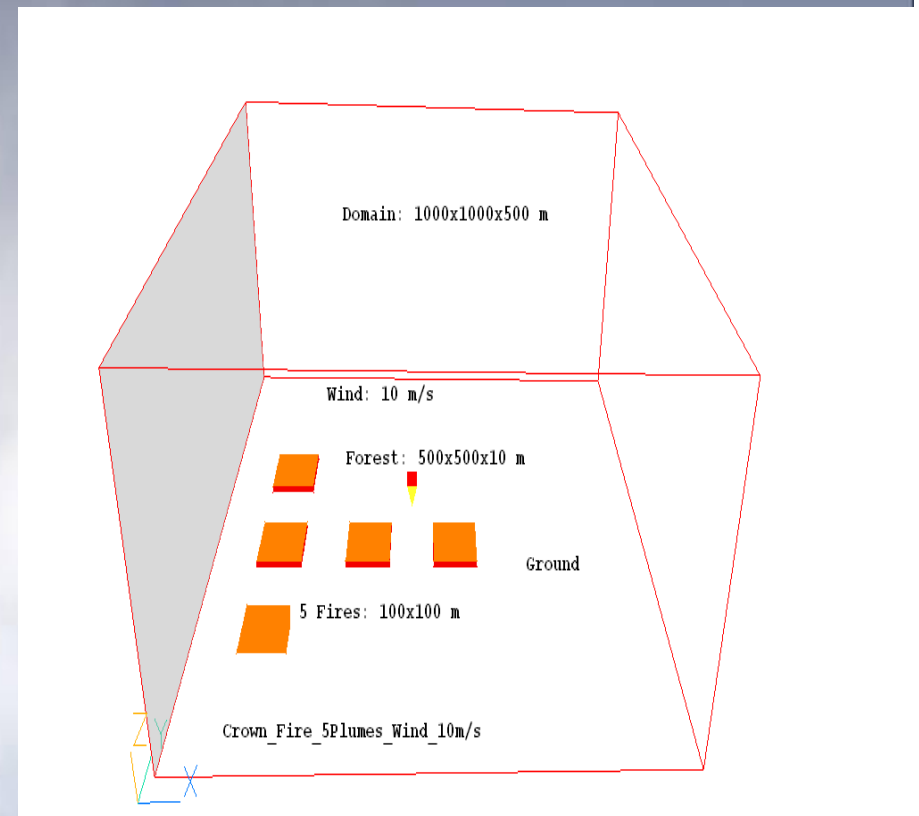 Domain: 1000x1000x500 m
Wind: 10 m/s
Forest: 500x500x10 m
Ground
5 Fires: 100x100 m
Crown_Fire_5Plumes_Wind_10m/s
Z
Y
X